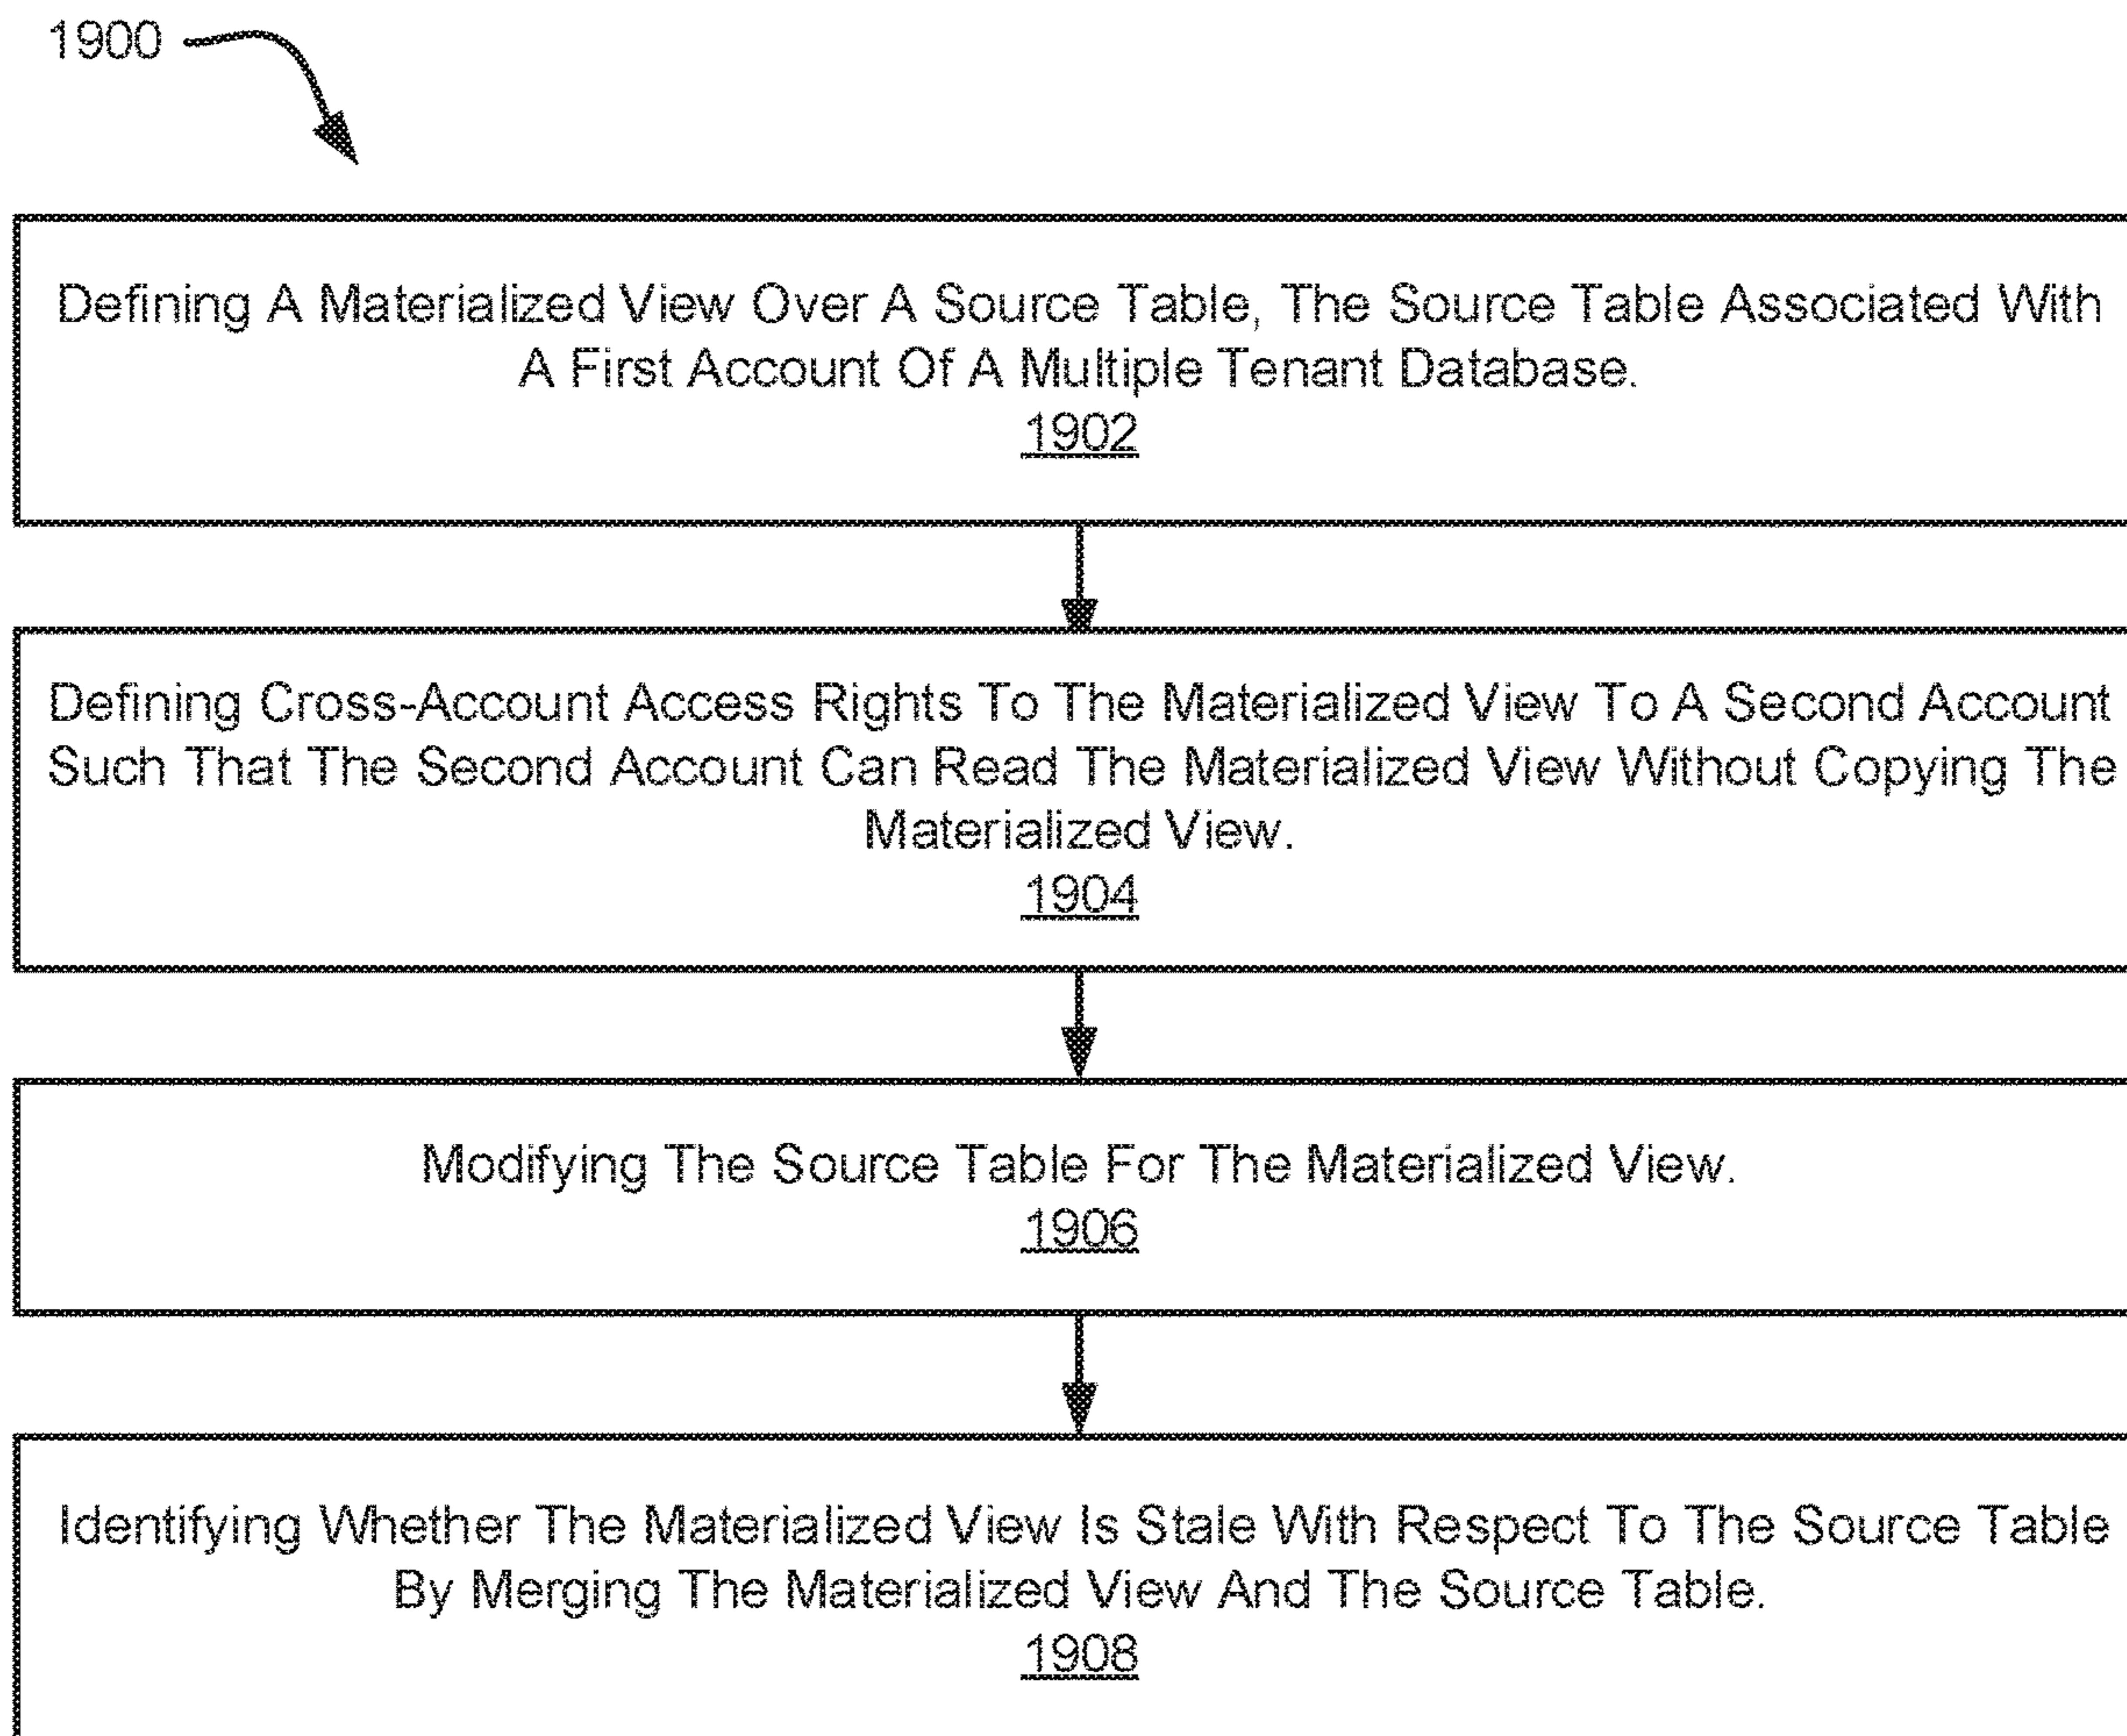 1900
Defining A Materialized View Over A Source Table, The Source Table Associated With
A First Account Of A Multiple Tenant Database.
1902
Defining Cross-Account Access Rights To The Materialized View To A Second Account
Such That The Second Account Can Read The Materialized View Without Copying The
Materialized View.
1904
Modifying The Source Table For The Materialized View.
1906
Identifying Whether The Materialized View Is Stale With Respect To The Source Table
By Merging The Materialized View And The Source Table.
1908